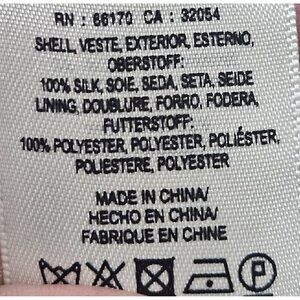 RN : 66170 CA : 32054
SHELL, VESTE, EXTERIOR, ESTERNO,
OBERSTOFF:
100% SILK, SOIE, SEDA, SETA, SEIDE
LINING, DOUBLURE, FORRO, FODERA,
FUTTERSTOFF:
100% POLYESTER, POLYESTER, POLIÉSTER,
POLIESTERE, POLYESTER
MADE IN CHINA/
HECHO EN CHINA/
FABRIQUE EN CHINE
P